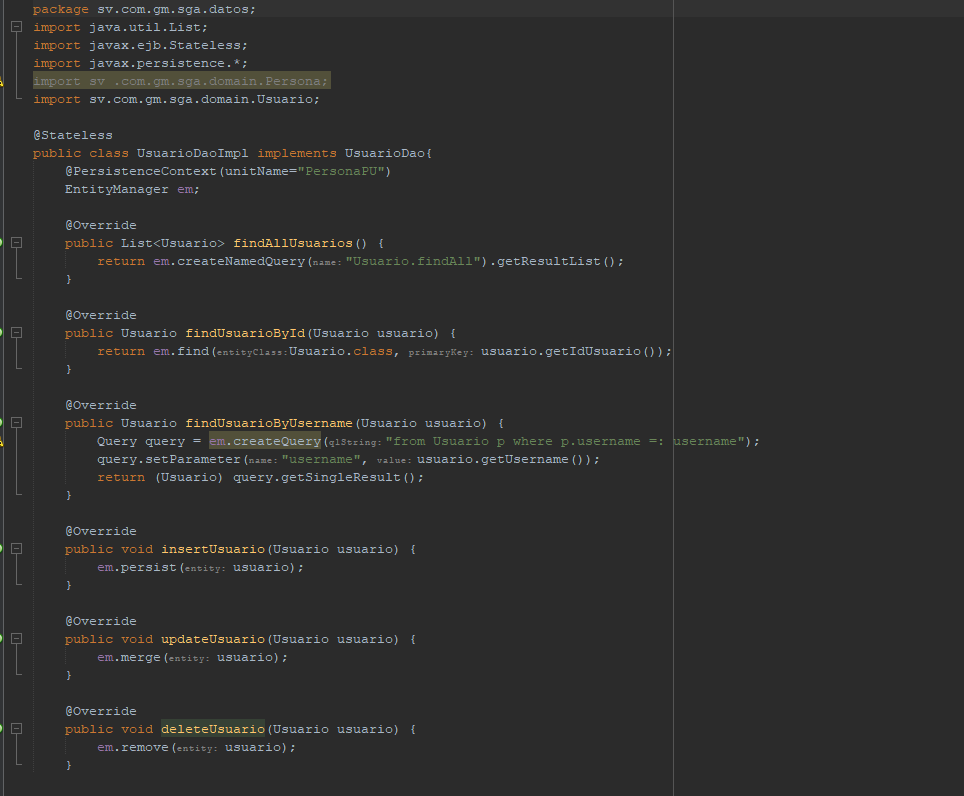 package sv.com.gm.sga.datos;
import java.util.List;
import javax.ejb.Stateless;
import javax.persistence.*;
import sv .com.gm.sga.domain.Persona;
import sv.com.gm.sga.domain.Usuario;
@Stateless
public class UsuarioDaoImpl implements UsuarioDao{
@PersistenceContext(unitName="PersonaPU")
EntityManager em;
@Override
public List<Usuario> findAllUsuarios() {
return em.createNamedQuery(name:"Usuario.findAll").getResultList();
}
@Override
public Usuario findUsuarioById(Usuario usuario) {
return em.find(entityClass:Usuario.class, primaryKey: usuario.getIdUsuario());
}
@Override
public Usuario findUsuarioByUsername(Usuario usuario) {
Query query = em.createQuery(qlString:"from Usuario p where p.username =: username");
query.setParameter(name:"username", value:usuario.getUsername());
return (Usuario) query.getSingleResult();
}
@Override
public void insertUsuario(Usuario usuario) {
em.persist(entity: usuario);
}
@Override
public void updateUsuario(Usuario usuario) {
em.merge(entity: usuario);
}
@Override
public void deleteUsuario(Usuario usuario) {
em.remove(entity: usuario);
}